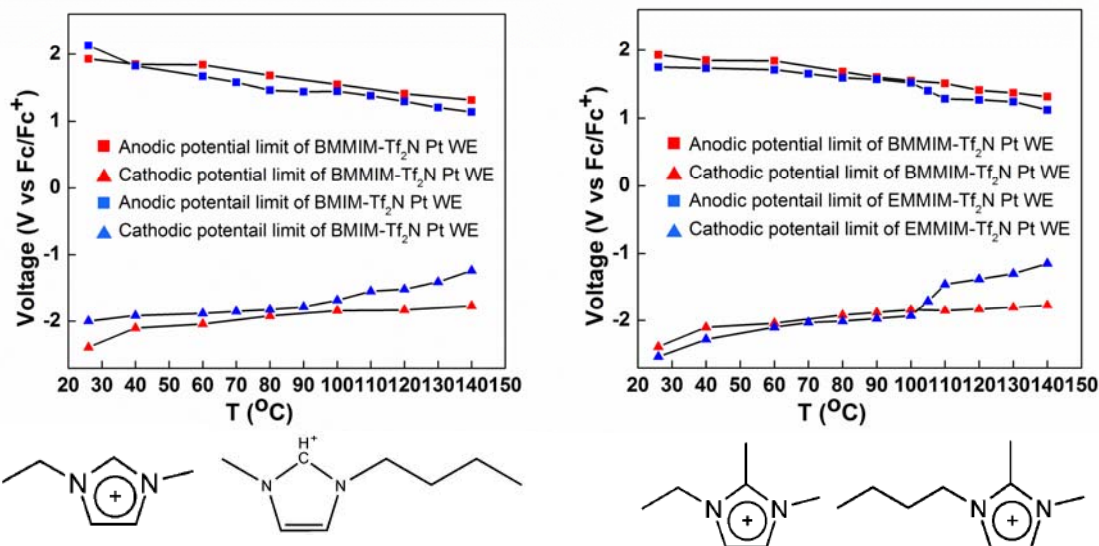 2
1
0
-1
-2
Voltage (V vs Fc/Fc⁺)
Anodic potential limit of BMMIM-Tf₂N Pt WE
Cathodic potential limit of BMMIM-Tf₂N Pt WE
Anodic potentail limit of BMIM-Tf₂N Pt WE
Cathodic potentail limit of BMIM-Tf₂N Pt WE
20 30 40 50 60 70 80 90 100 110 120 130 140 150
T (ºC)
2
1
0
-1
-2
Voltage (V vs Fc/Fc⁺)
Anodic potential limit of BMMIM-Tf₂N Pt WE
Cathodic potential limit of BMMIM-Tf₂N Pt WE
Anodic potentail limit of EMMIM-Tf₂N Pt WE
Cathodic potentail limit of EMMIM-Tf₂N Pt WE
20 30 40 50 60 70 80 90 100 110 120 130 140 150
T (ºC)
N N
+
H⁺
C
N N
N N
+
N N
+